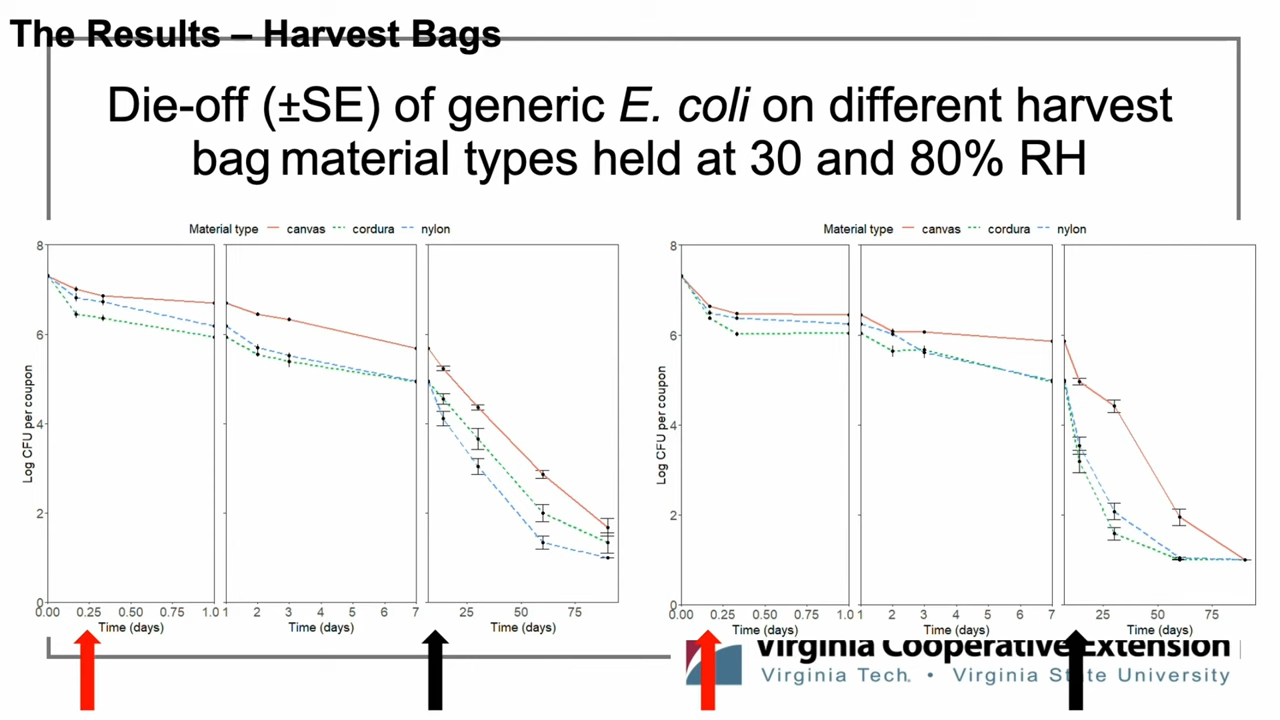 The Results – Harvest Bags
Die-off (±SE) of generic E. coli on different harvest
bag material types held at 30 and 80% RH
Material type canvas cordura nylon
8
6
4
2
0
Log CFU per coupon
0.00 0.25 0.50 0.75 1.0
1 2 3 4 5 6 7
25 50 75
Time (days) Time (days) Time (days)
Material type canvas cordura nylon
8
6
4
2
0
Log CFU per coupon
0.00 0.25 0.50 0.75 1.0
1 2 3 4 5 6 7
25 50 75
Time (days) Time (days) Time (days)
Virginia Cooperative Extension
Virginia Tech. • Virginia State University